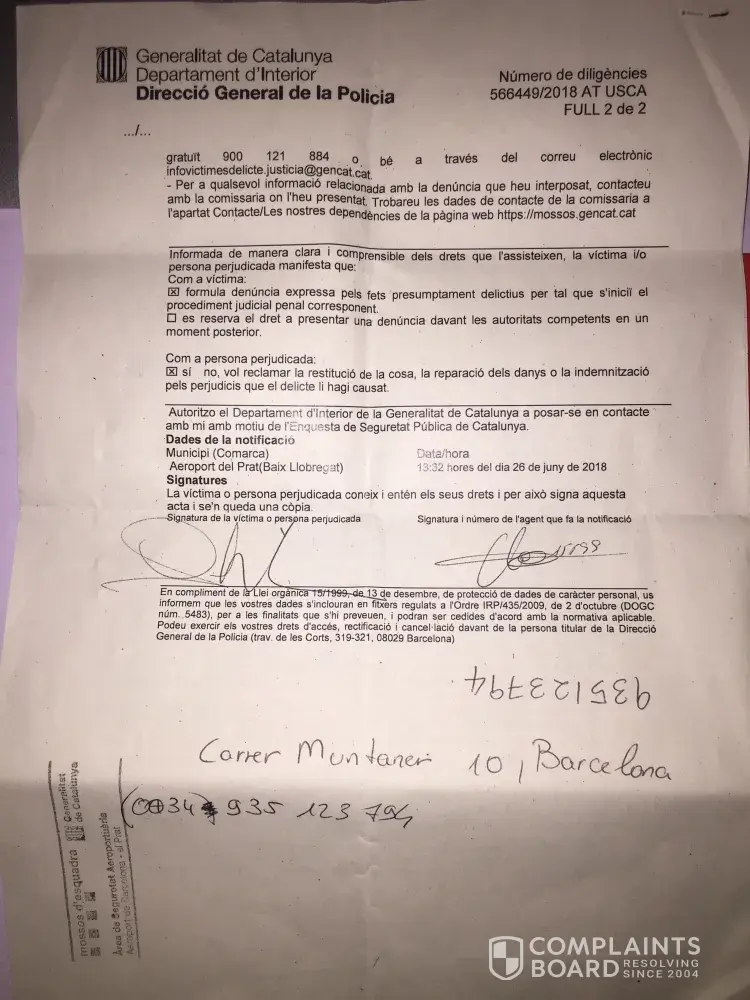 Generalitat de Catalunya
Departament d'Interior
Direcció General de la Policia
Número de diligències
566449/2018 AT USCA
FULL 2 de 2
.../...
gratuït 900 121 884 o bé a través del correu electrònic
infovictimesdelicte.justicia@gencat.cat.
- Per a qualsevol informació relacionada amb la denúncia que heu interposat, contacteu
amb la comissaria on l'heu presentat. Trobareu les dades de contacte de la comissaria a
l'apartat Contacte/Les nostres dependències de la pàgina web https://mossos.gencat.cat
Informada de manera clara i comprensible dels drets que l'assisteixen, la víctima i/o
persona perjudicada manifesta que:
Com a víctima:
☒ formula denúncia expressa pels fets presumptament delictius per tal que s'iniciï el
procediment judicial penal corresponent.
☐ es reserva el dret a presentar una denúncia davant les autoritats competents en un
moment posterior.
Com a persona perjudicada:
☒ sí no, vol reclamar la restitució de la cosa, la reparació dels danys o la indemnització
pels perjudicis que el delicte li hagi causat.
Autoritzo el Departament d'Interior de la Generalitat de Catalunya a posar-se en contacte
amb mi amb motiu de l'Enquesta de Seguretat Pública de Catalunya.
Dades de la notificació
Municipi (Comarca) Data/hora
Aeroport del Prat(Baix Llobregat) 13:32 hores del dia 26 de juny de 2018
Signatures
La víctima o persona perjudicada coneix i entén els seus drets i per això signa aquesta
acta i se'n queda una còpia.
Signatura de la víctima o persona perjudicada Signatura i número de l'agent que fa la notificació
En compliment de la Llei orgànica 15/1999, de 13 de desembre, de protecció de dades de caràcter personal, us
informem que les vostres dades s'inclouran en fitxers regulats a l'Ordre IRP/435/2009, de 2 d'octubre (DOGC
núm. 5483), per a les finalitats que s'hi preveuen, i podran ser cedides d'acord amb la normativa aplicable.
Podeu exercir els vostres drets d'accés, rectificació i cancel·lació davant de la persona titular de la Direcció
General de la Policia (trav. de les Corts, 319-321, 08029 Barcelona)
935123794
Carrer Muntaner 10, Barcelona
(0034) 935 123 794
mossos d'esquadra
Generalitat
de Catalunya
Àrea de Seguretat Aeroportuària
Aeroport de Barcelona - el Prat
COMPLAINTS
BOARD RESOLVING
SINCE 2004